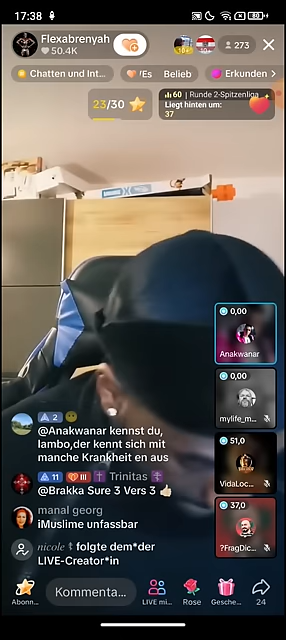 17:38
80
Flexabrenyah
50.4K
273
Chatten und Int...
/Es Belieb
Erkunden
23/30
60 | Runde 2-Spitzenliga
Liegt hinten um:
37
0,00
Anakwanar
0,00
mylife_m...
51,0
VidaLoc...
37,0
?FragDic...
2
@Anakwanar kennst du,
lambo,der kennt sich mit
manche Krankheit en aus
11 III Trinitas
@Brakka Sure 3 Vers 3 👍🏻
manal georg
iMuslime unfassbar
nicole folgte dem*der
LIVE-Creator*in
Abonn...
Kommenta...
LIVE mi...
Rose
Gesche...
24